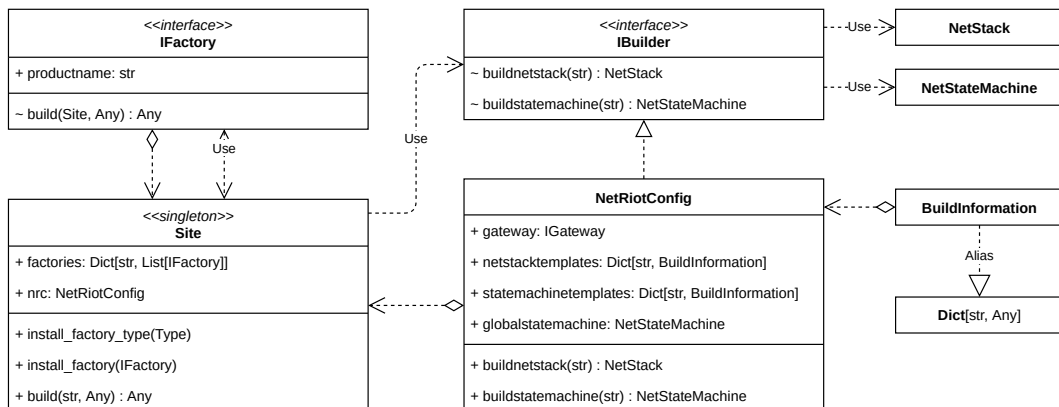 <<interface>>
IFactory
+ productname: str
~ build(Site, Any) : Any
Use
<<singleton>>
Site
+ factories: Dict[str, List[IFactory]]
+ nrc: NetRiotConfig
+ install_factory_type(Type)
+ install_factory(IFactory)
+ build(str, Any) : Any
Use
<<interface>>
IBuilder
~ buildnetstack(str) : NetStack
~ buildstatemachine(str) : NetStateMachine
Use
NetStack
Use
NetStateMachine
NetRiotConfig
+ gateway: IGateway
+ netstacktemplates: Dict[str, BuildInformation]
+ statemachinetemplates: Dict[str, BuildInformation]
+ globalstatemachine: NetStateMachine
+ buildnetstack(str) : NetStack
+ buildstatemachine(str) : NetStateMachine
BuildInformation
Alias
Dict[str, Any]